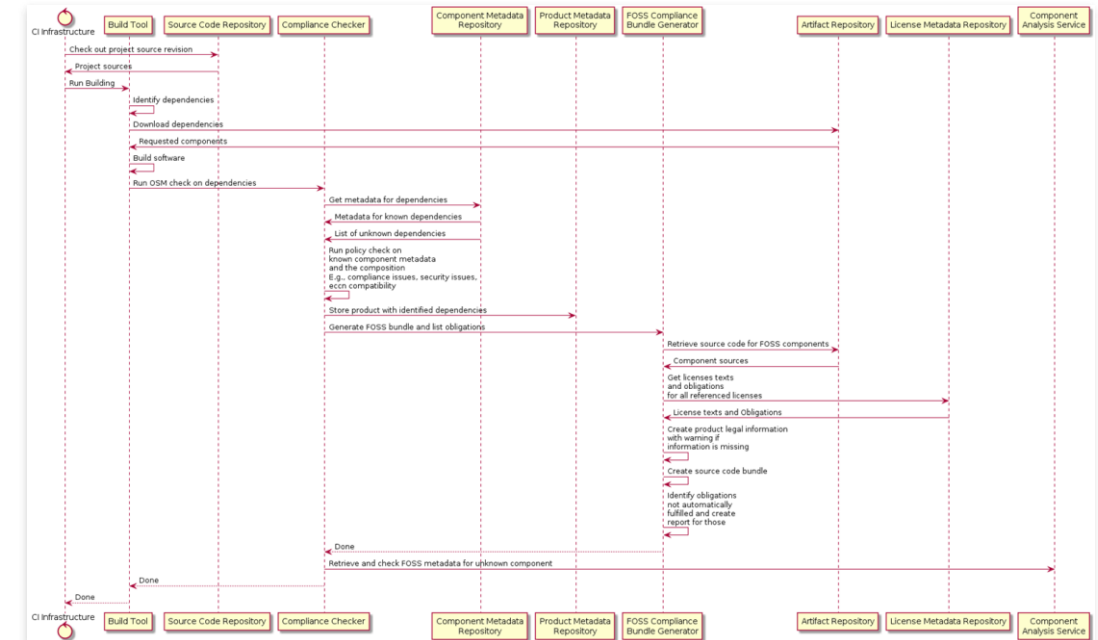 CI Infrastructure
Build Tool
Source Code Repository
Compliance Checker
Component Metadata
Repository
Product Metadata
Repository
FOSS Compliance
Bundle Generator
Artifact Repository
License Metadata Repository
Component
Analysis Service
Check out project source revision
Project sources
Run Building
Identify dependencies
Download dependencies
Requested components
Build software
Run OSM check on dependencies
Get metadata for dependencies
Metadata for known dependencies
List of unknown dependencies
Run policy check on
known component metadata
and the composition
E.g., compliance issues, security issues,
eccn compatibility
Store product with identified dependencies
Generate FOSS bundle and list obligations
Retrieve source code for FOSS components
Component sources
Get licenses texts
and obligations
for all referenced licenses
License texts and Obligations
Create product legal information
with warning if
information is missing
Create source code bundle
Identify obligations
not automatically
fulfilled and create
report for those
Done
Retrieve and check FOSS metadata for unknown component
Done
Done
CI Infrastructure
Build Tool
Source Code Repository
Compliance Checker
Component Metadata
Repository
Product Metadata
Repository
FOSS Compliance
Bundle Generator
Artifact Repository
License Metadata Repository
Component
Analysis Service